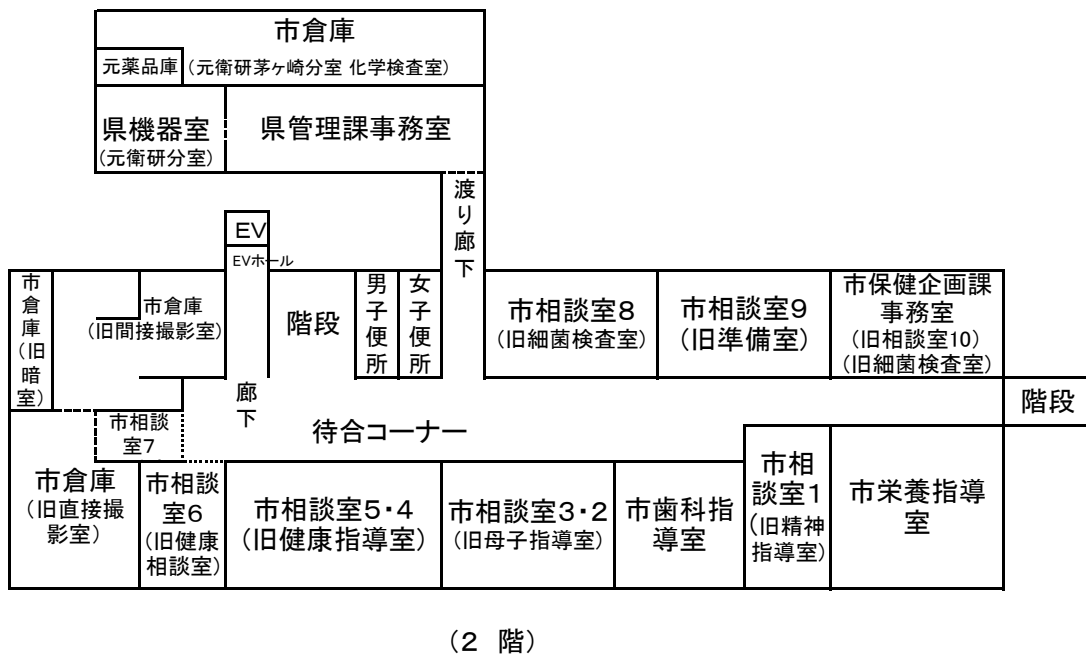 市倉庫
元薬品庫
（元衛研茅ヶ崎分室 化学検査室）
県機器室
（元衛研分室）
県管理課事務室
渡り廊下
EV
EVホール
市倉庫（旧暗室）
市倉庫
（旧間接撮影室）
階段
男子便所
女子便所
市相談室８
（旧細菌検査室）
市相談室９
（旧準備室）
市保健企画課
事務室
（旧相談室10）
（旧細菌検査室）
階段
廊下
待合コーナー
市相談
室７
市倉庫
（旧直接撮
影室）
市相談
室６
（旧健康
相談室）
市相談室５・４
（旧健康指導室）
市相談室３・２
（旧母子指導室）
市歯科指
導室
市相
談室１
（旧精神
指導室）
市栄養指導
室
（２ 階）